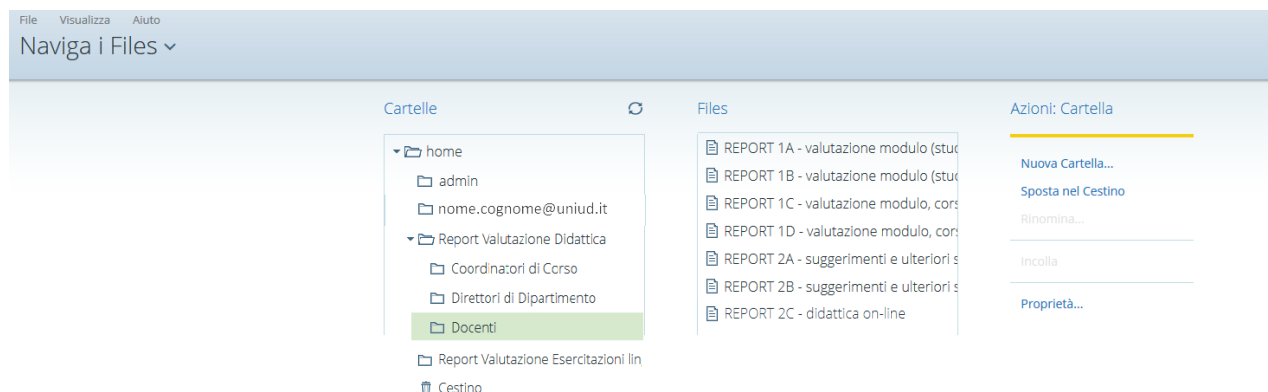 File Visualizza Aiuto
Naviga i Files
Cartelle
home
admin
nome.cognome@uniud.it
Report Valutazione Didattica
Coordinatori di Corso
Direttori di Dipartimento
Docenti
Report Valutazione Esercitazioni lin
Cestino
Files
REPORT 1A - valutazione modulo (stud
REPORT 1B - valutazione modulo (stud
REPORT 1C - valutazione modulo, cors
REPORT 1D - valutazione modulo, cors
REPORT 2A - suggerimenti e ulteriori s
REPORT 2B - suggerimenti e ulteriori s
REPORT 2C - didattica on-line
Azioni: Cartella
Nuova Cartella...
Sposta nel Cestino
Rinomina...
Incolla
Proprietà...